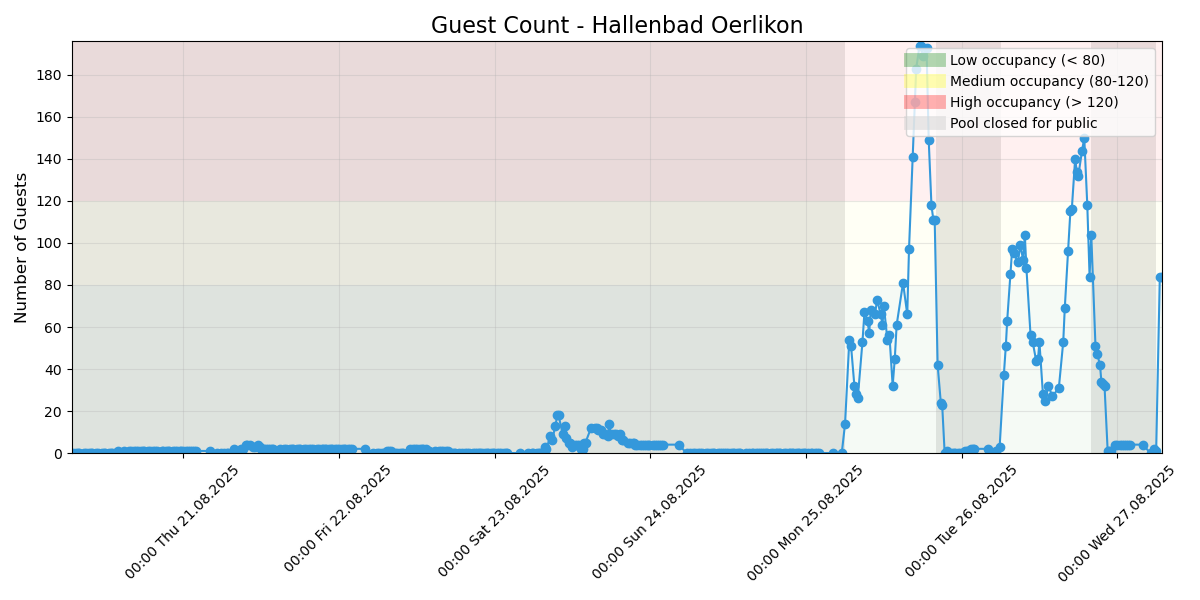 Guest Count - Hallenbad Oerlikon
Low occupancy (< 80)
Medium occupancy (80-120)
High occupancy (> 120)
Pool closed for public
Number of Guests
180
160
140
120
100
80
60
40
20
0
00:00 Thu 21.08.2025
00:00 Fri 22.08.2025
00:00 Sat 23.08.2025
00:00 Sun 24.08.2025
00:00 Mon 25.08.2025
00:00 Tue 26.08.2025
00:00 Wed 27.08.2025